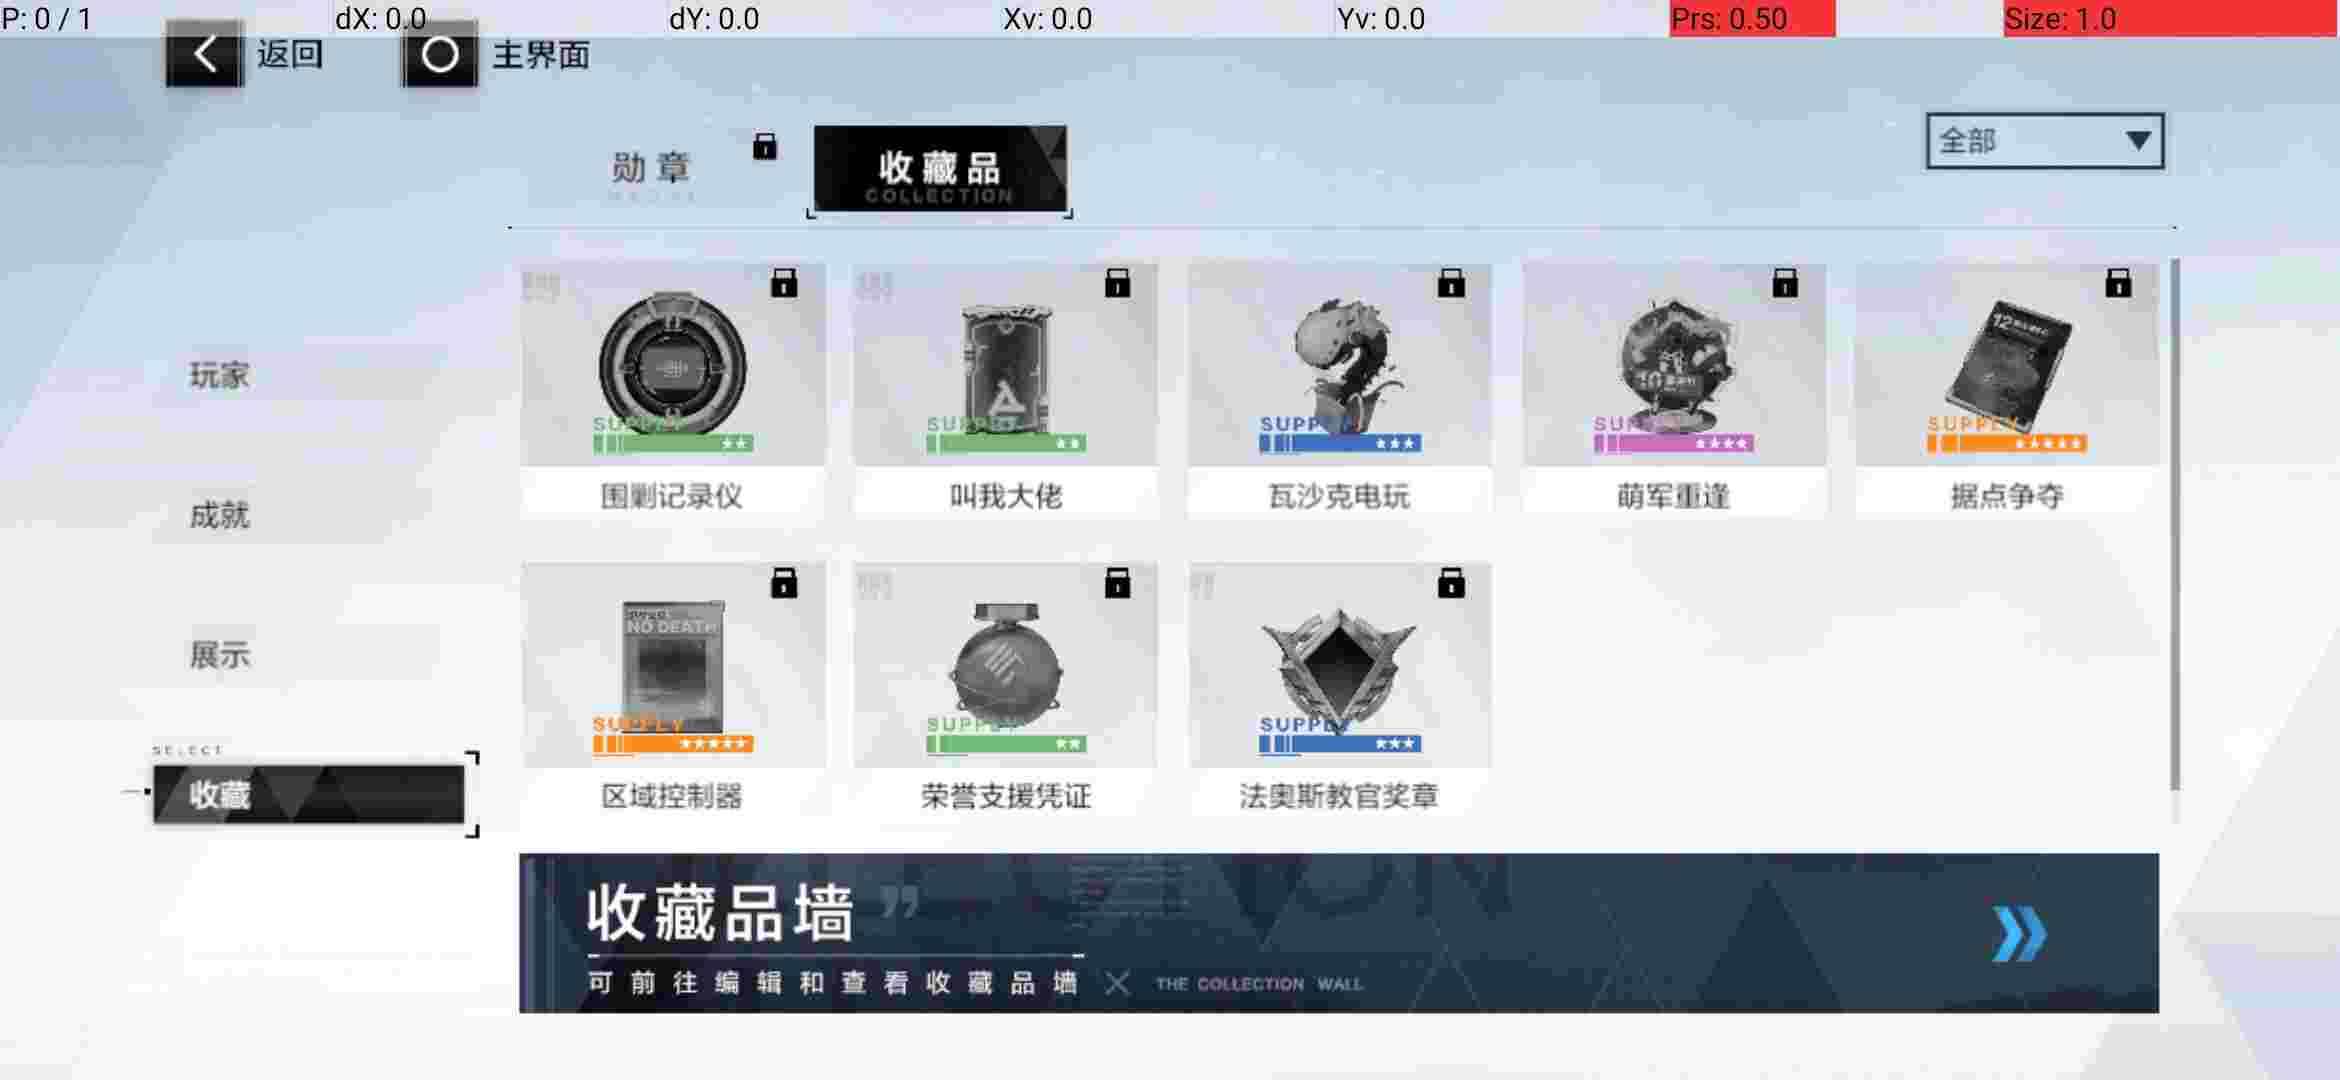 P: 0 / 1 dX: 0.0 dY: 0.0 Xv: 0.0 Yv: 0.0 Prs: 0.50 Size: 1.0
返回 主界面
全部
勋章 收藏品
COLLECTION
玩家
成就
展示
SELECT
收藏
12
SUPPLY SUPPLY SUPPLY SUPPLY SUPPLY
围剿记录仪 叫我大佬 瓦沙克电玩 萌军重逢 据点争夺
NO DEATH
SUPPLY SUPPLY SUPPLY
区域控制器 荣誉支援凭证 法奥斯教官奖章
收藏品墙
可前往编辑和查看收藏品墙 THE COLLECTION WALL